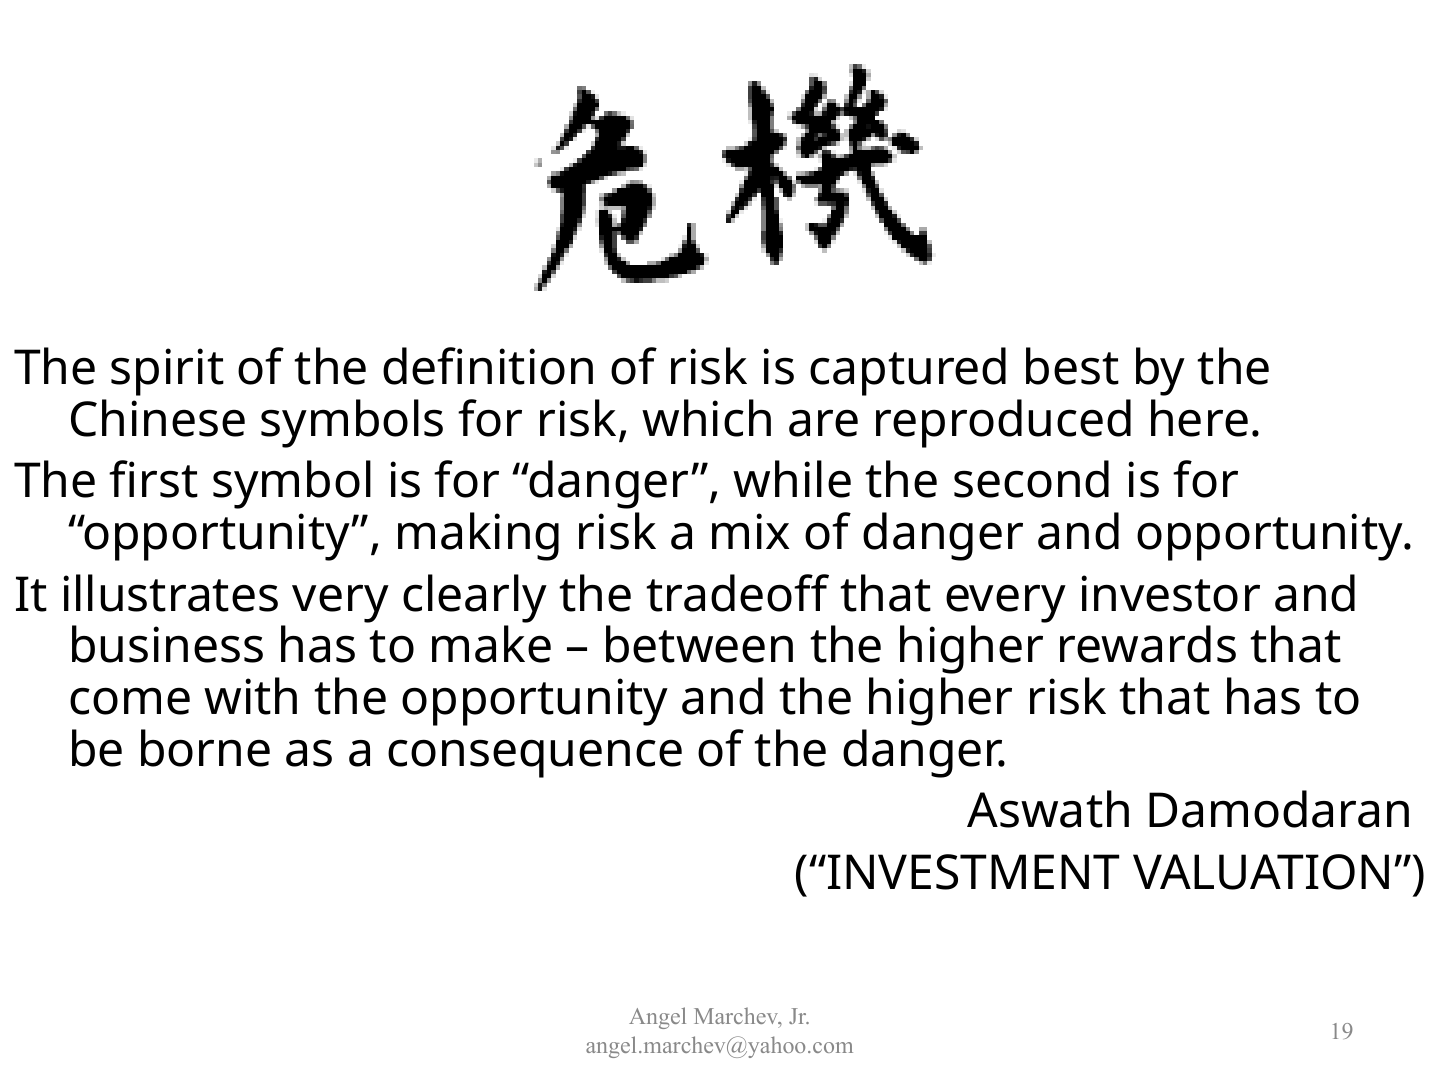 危機
The spirit of the definition of risk is captured best by the
Chinese symbols for risk, which are reproduced here.
The first symbol is for “danger”, while the second is for
“opportunity”, making risk a mix of danger and opportunity.
It illustrates very clearly the tradeoff that every investor and
business has to make – between the higher rewards that
come with the opportunity and the higher risk that has to
be borne as a consequence of the danger.
Aswath Damodaran
(“INVESTMENT VALUATION”)
Angel Marchev, Jr.
angel.marchev@yahoo.com
19